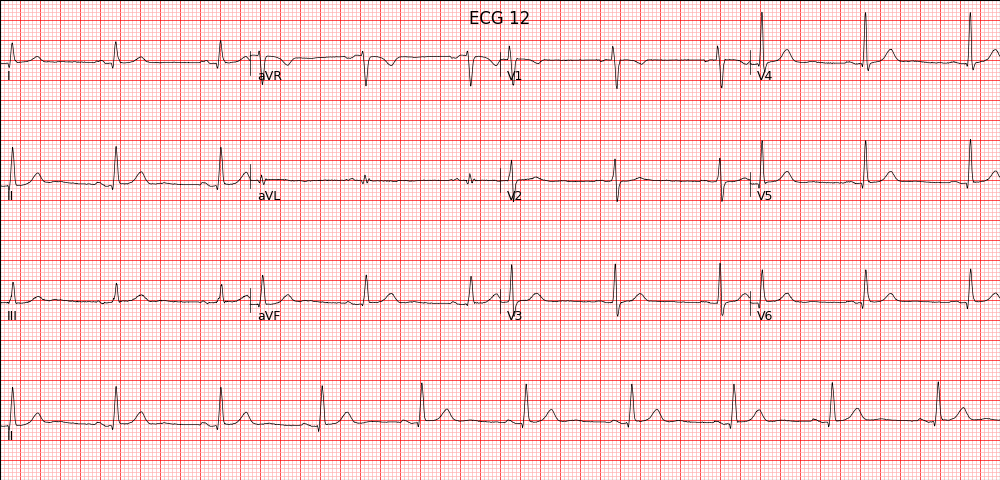 ECG 12
I aVR V1 V4
II aVL V2 V5
III aVF V3 V6
II